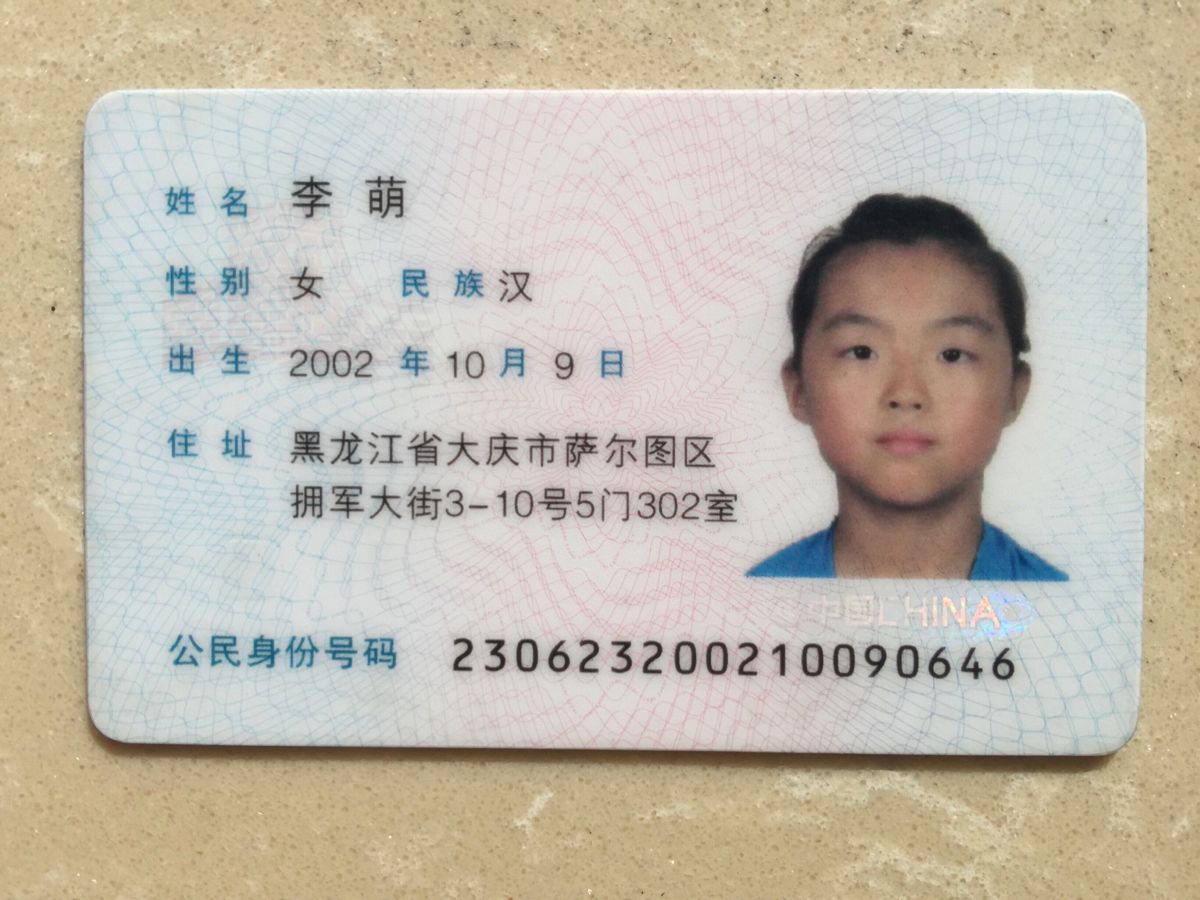 姓名 李萌
性别 女 民族 汉
出生 2002 年 10 月 9 日
住址 黑龙江省大庆市萨尔图区
拥军大街3-10号5门302室
中国CHINA
公民身份号码 230623200210090646